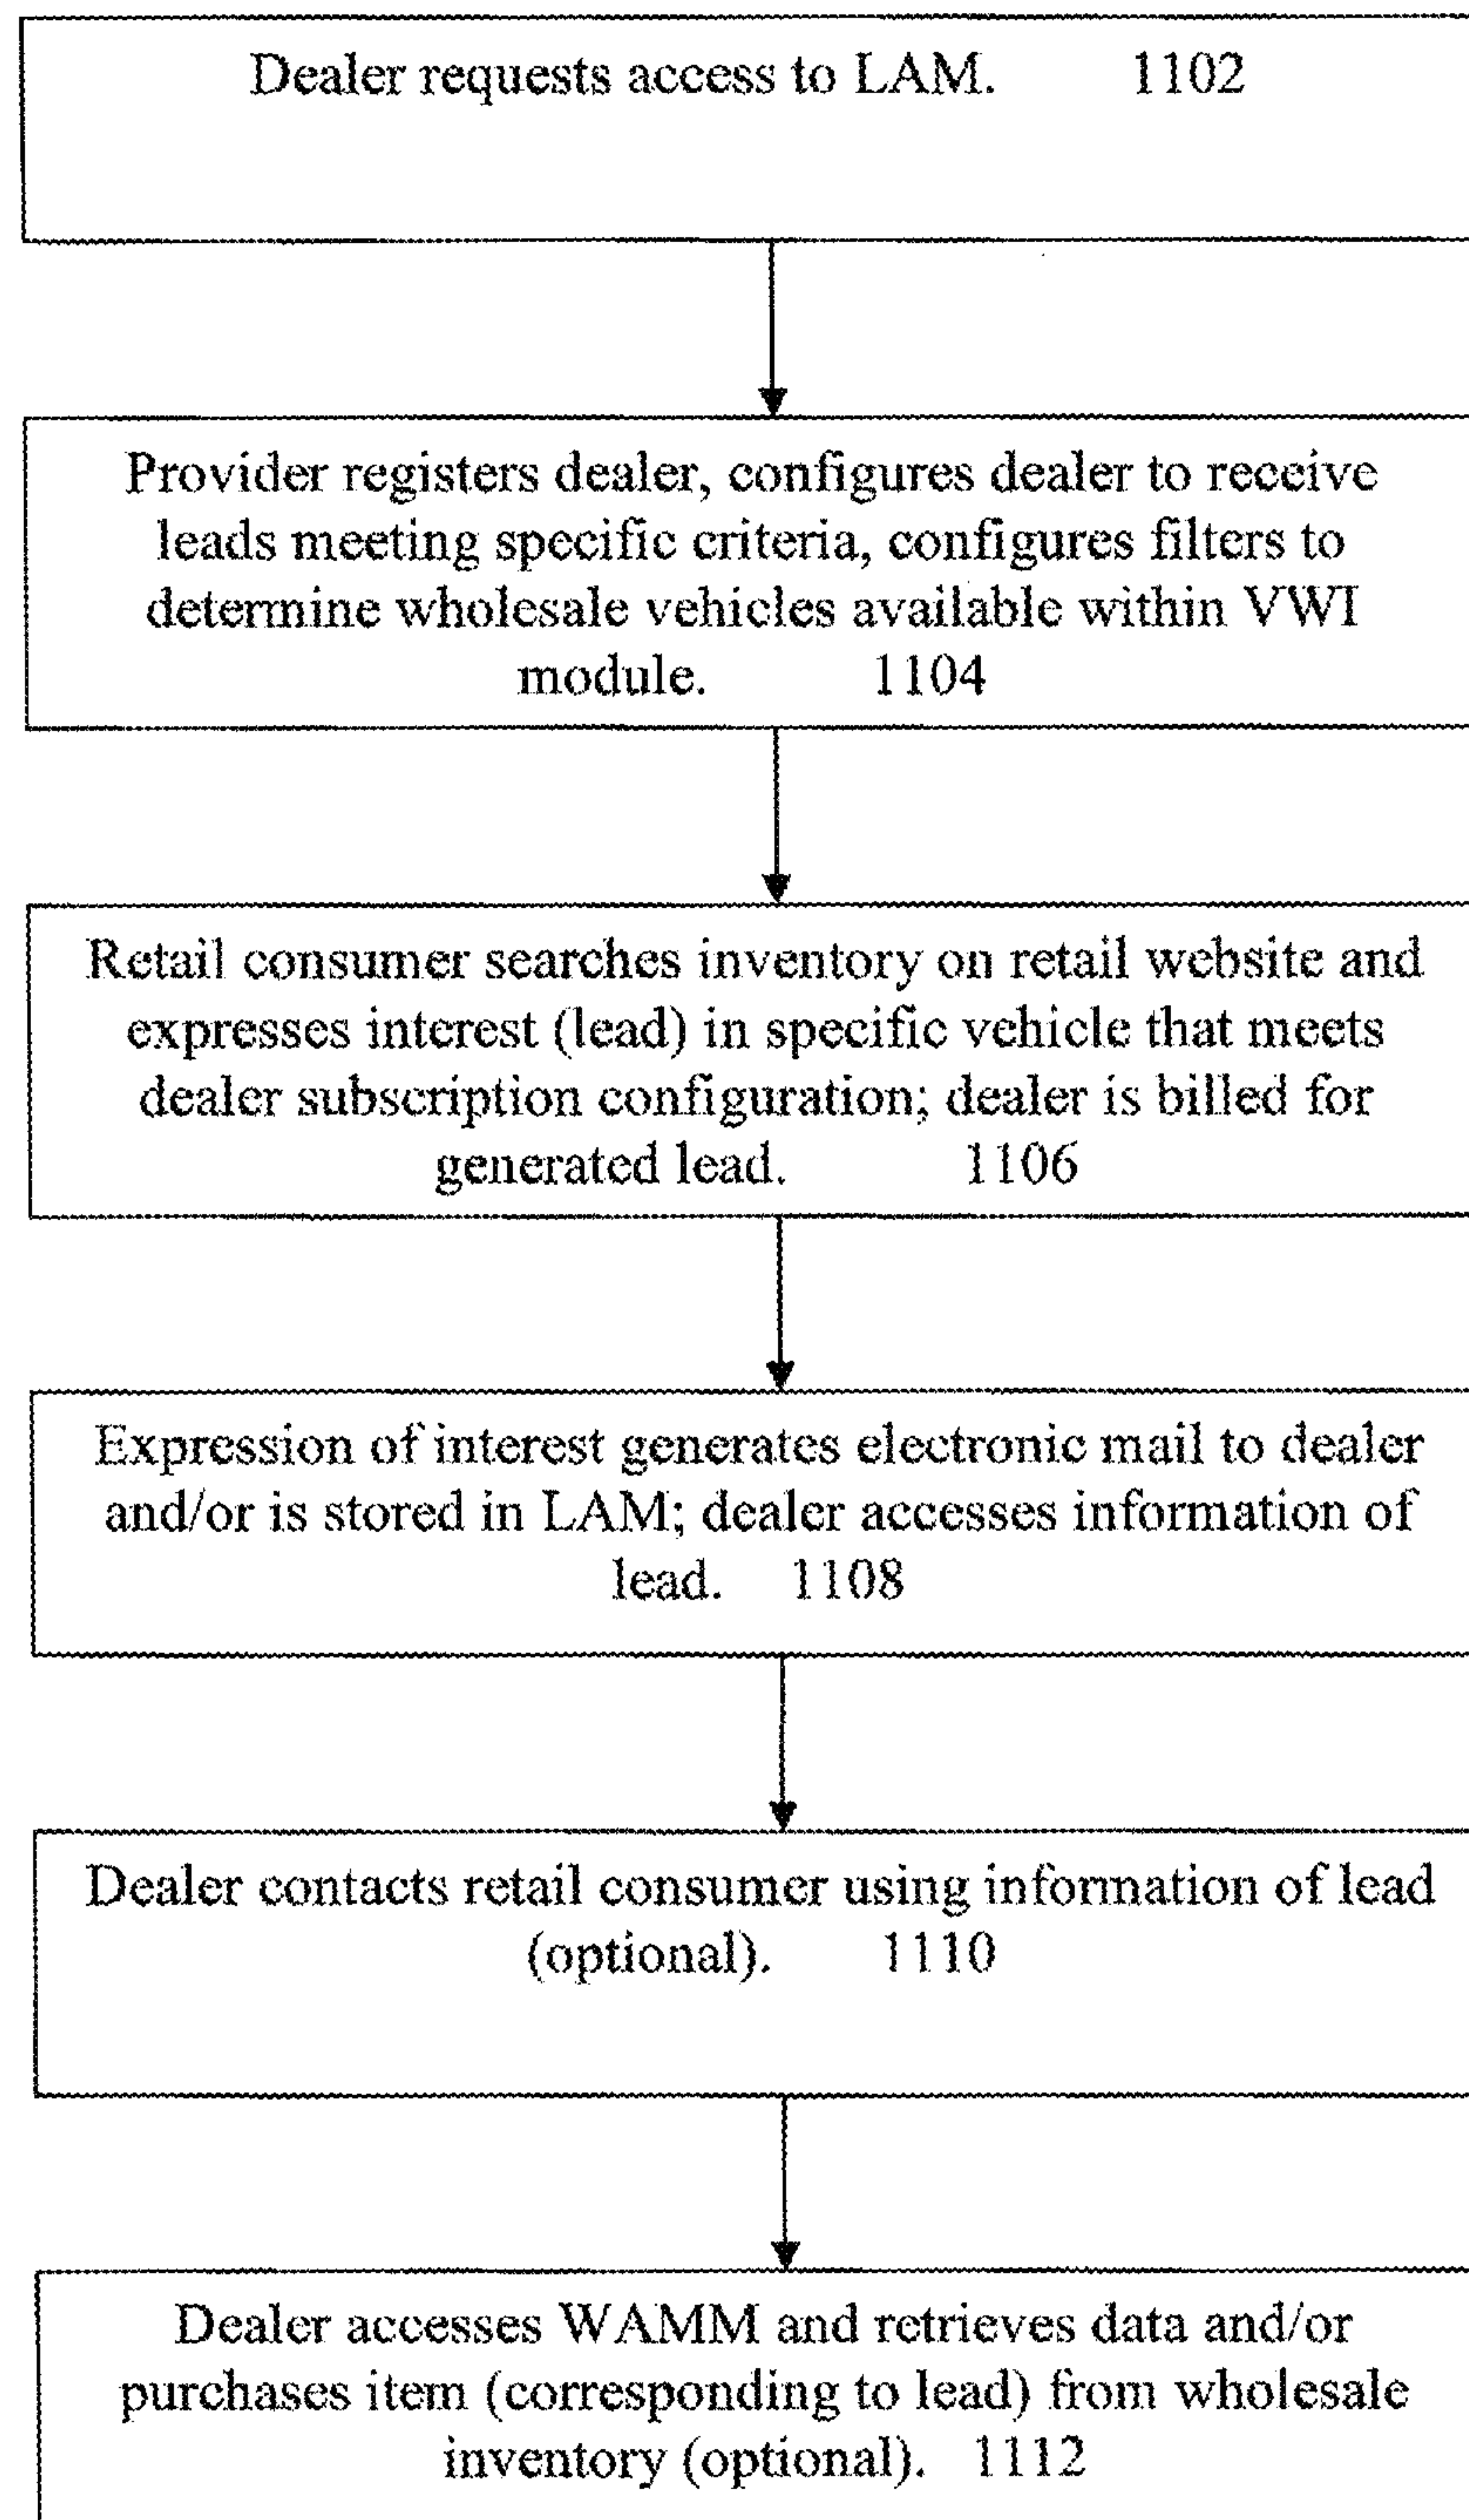 Dealer requests access to LAM. 1102
Provider registers dealer, configures dealer to receive
leads meeting specific criteria, configures filters to
determine wholesale vehicles available within VWI
module. 1104
Retail consumer searches inventory on retail website and
expresses interest (lead) in specific vehicle that meets
dealer subscription configuration; dealer is billed for
generated lead. 1106
Expression of interest generates electronic mail to dealer
and/or is stored in LAM; dealer accesses information of
lead. 1108
Dealer contacts retail consumer using information of lead
(optional). 1110
Dealer accesses WAMM and retrieves data and/or
purchases item (corresponding to lead) from wholesale
inventory (optional). 1112